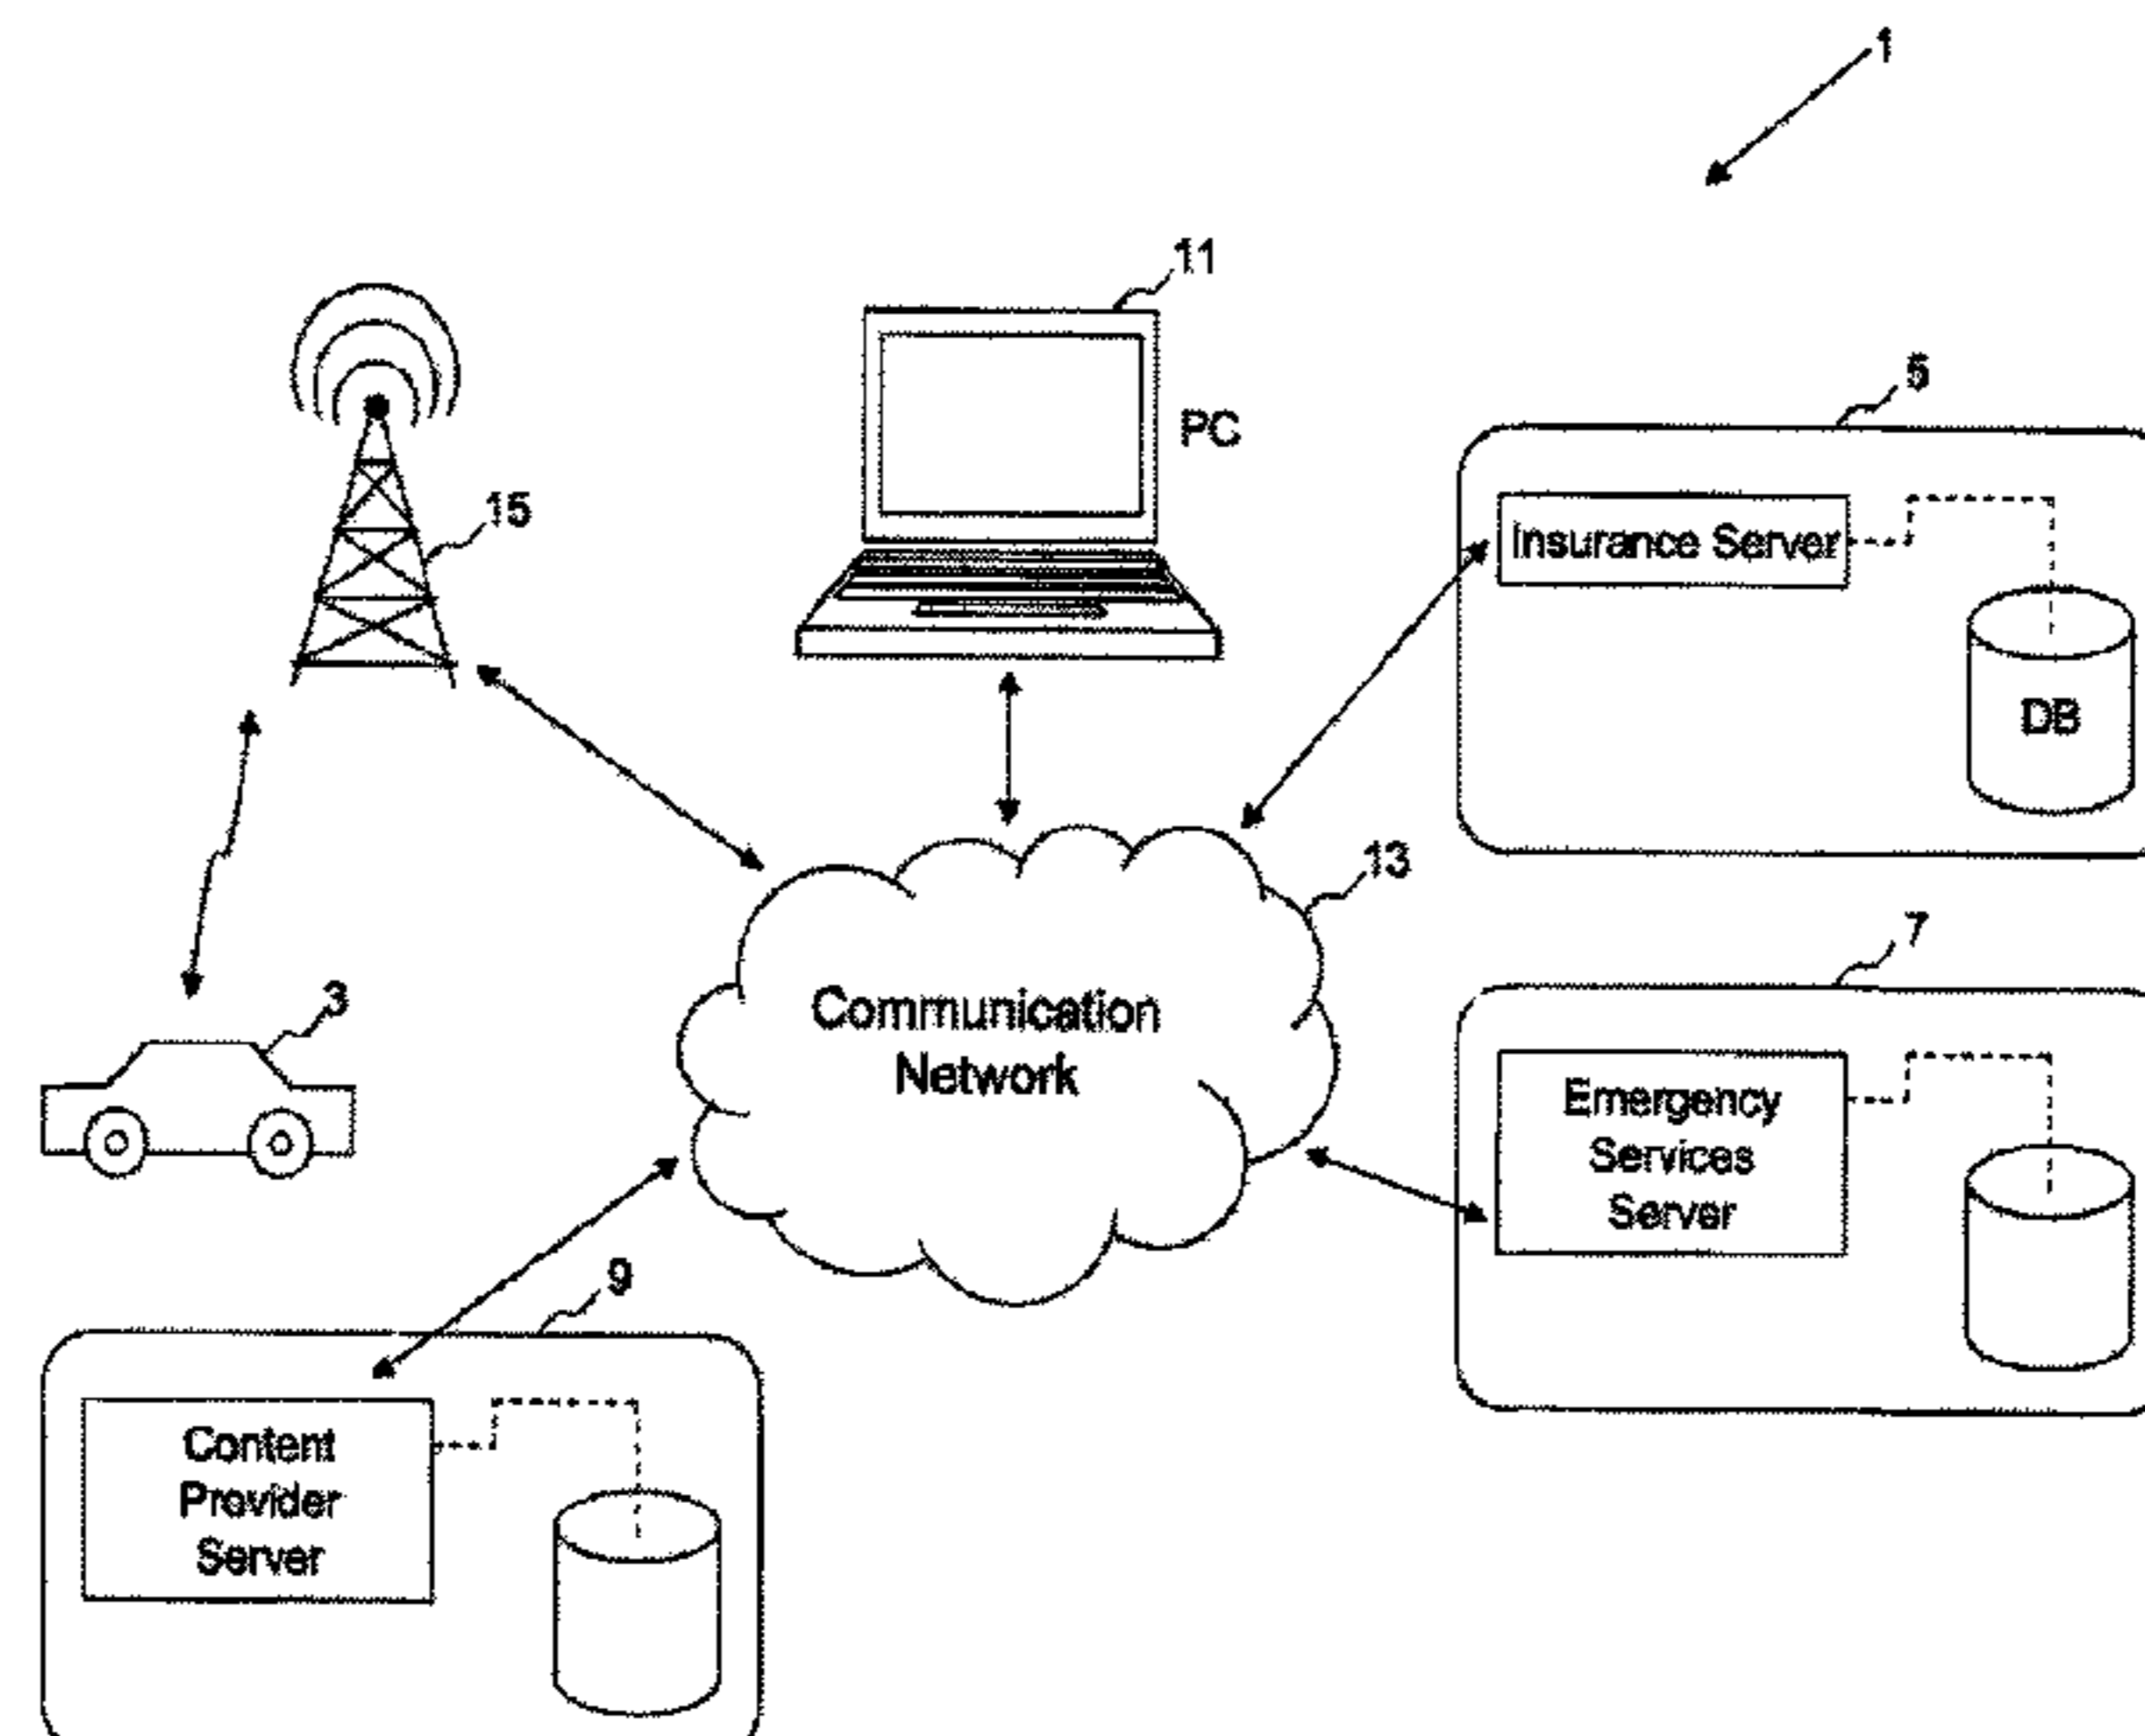 1
11
PC
15
5
Insurance Server
DB
13
Communication
Network
7
3
Emergency
Services
Server
9
Content
Provider
Server